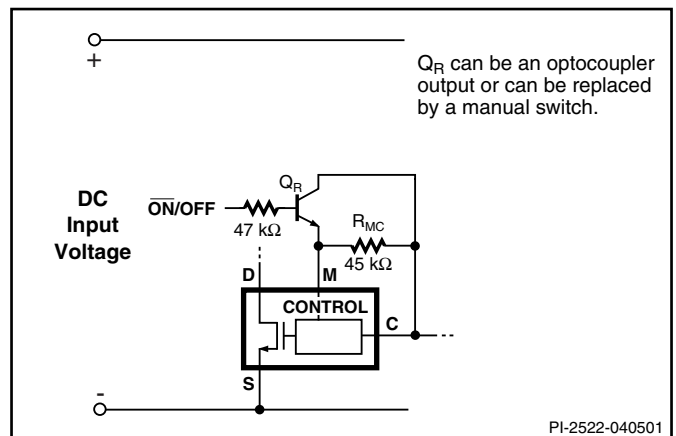 +
Q_R can be an optocoupler
output or can be replaced
by a manual switch.
Q_R
DC
Input
Voltage
ON/OFF
47 kΩ
R_MC
45 kΩ
D
M
CONTROL
C
S
-
PI-2522-040501